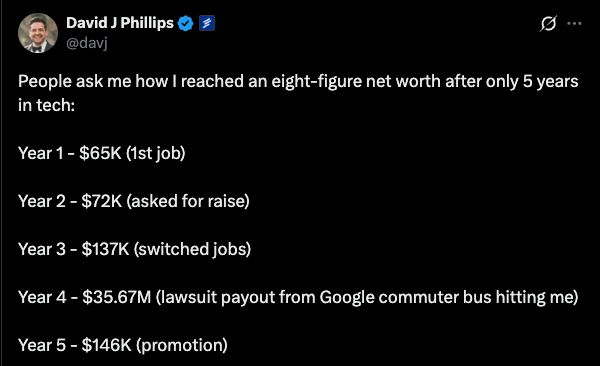 David J Phillips
@davj
People ask me how I reached an eight-figure net worth after only 5 years
in tech:
Year 1 - $65K (1st job)
Year 2 - $72K (asked for raise)
Year 3 - $137K (switched jobs)
Year 4 - $35.67M (lawsuit payout from Google commuter bus hitting me)
Year 5 - $146K (promotion)